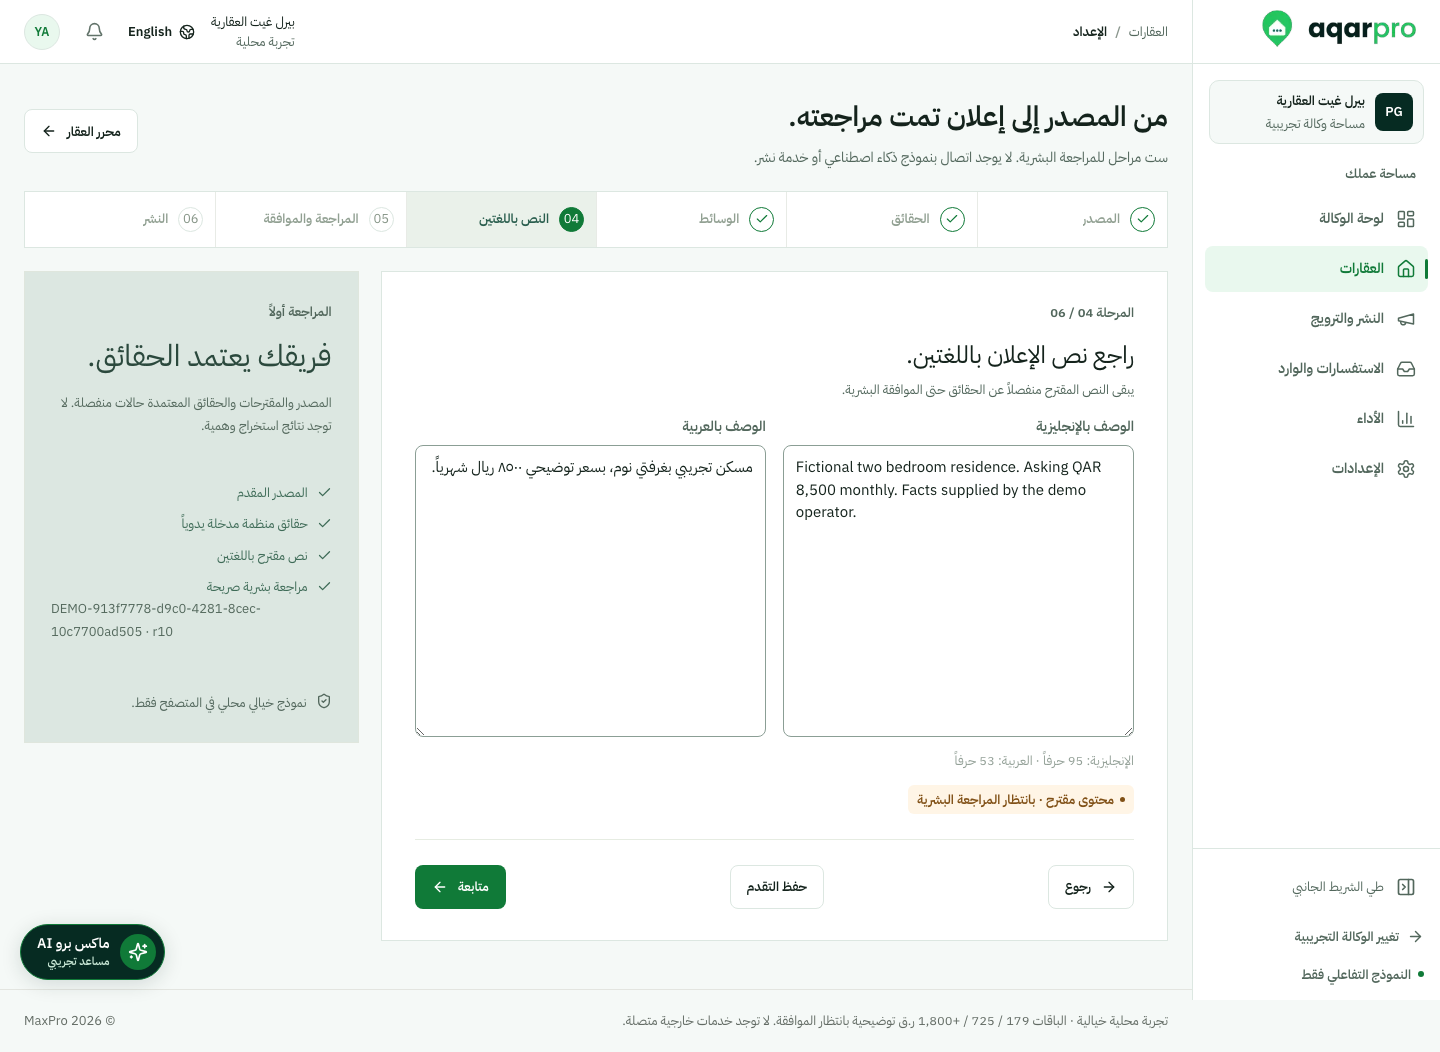 aqarpro
العقارات / الإعداد
بيرل غيت العقارية
تجربة محلية
English
YA
PG
بيرل غيت العقارية
مساحة وكالة تجريبية
مساحة عملك
لوحة الوكالة
العقارات
النشر والترويج
الاستفسارات والوارد
الأداء
الإعدادات
طي الشريط الجانبي
تغيير الوكالة التجريبية
النموذج التفاعلي فقط
من المصدر إلى إعلان تمت مراجعته.
ست مراحل للمراجعة البشرية. لا يوجد اتصال بنموذج ذكاء اصطناعي أو خدمة نشر.
محرر العقار
المصدر
الحقائق
الوسائط
04 النص باللغتين
05 المراجعة والموافقة
06 النشر
المرحلة 04 / 06
راجع نص الإعلان باللغتين.
يبقى النص المقترح منفصلاً عن الحقائق حتى الموافقة البشرية.
الوصف بالإنجليزية
Fictional two bedroom residence. Asking QAR
8,500 monthly. Facts supplied by the demo
operator.
الوصف بالعربية
مسكن تجريبي بغرفتي نوم، بسعر توضيحي ٨٥٠٠ ريال شهرياً.
الإنجليزية: 95 حرفاً · العربية: 53 حرفاً
محتوى مقترح · بانتظار المراجعة البشرية
رجوع
حفظ التقدم
متابعة
المراجعة أولاً
فريقك يعتمد الحقائق.
المصدر والمقترحات والحقائق المعتمدة حالات منفصلة. لا
توجد نتائج استخراج وهمية.
المصدر المقدم
حقائق منظمة مدخلة يدوياً
نص مقترح باللغتين
مراجعة بشرية صريحة
DEMO-913f7778-d9c0-4281-8cec-
10c7700ad505 · r10
نموذج خيالي محلي في المتصفح فقط.
ماكس برو AI
مساعد تجريبي
تجربة محلية خيالية · الباقات 179 / 725 / +1,800 ر.ق توضيحية بانتظار الموافقة. لا توجد خدمات خارجية متصلة.
© 2026 MaxPro